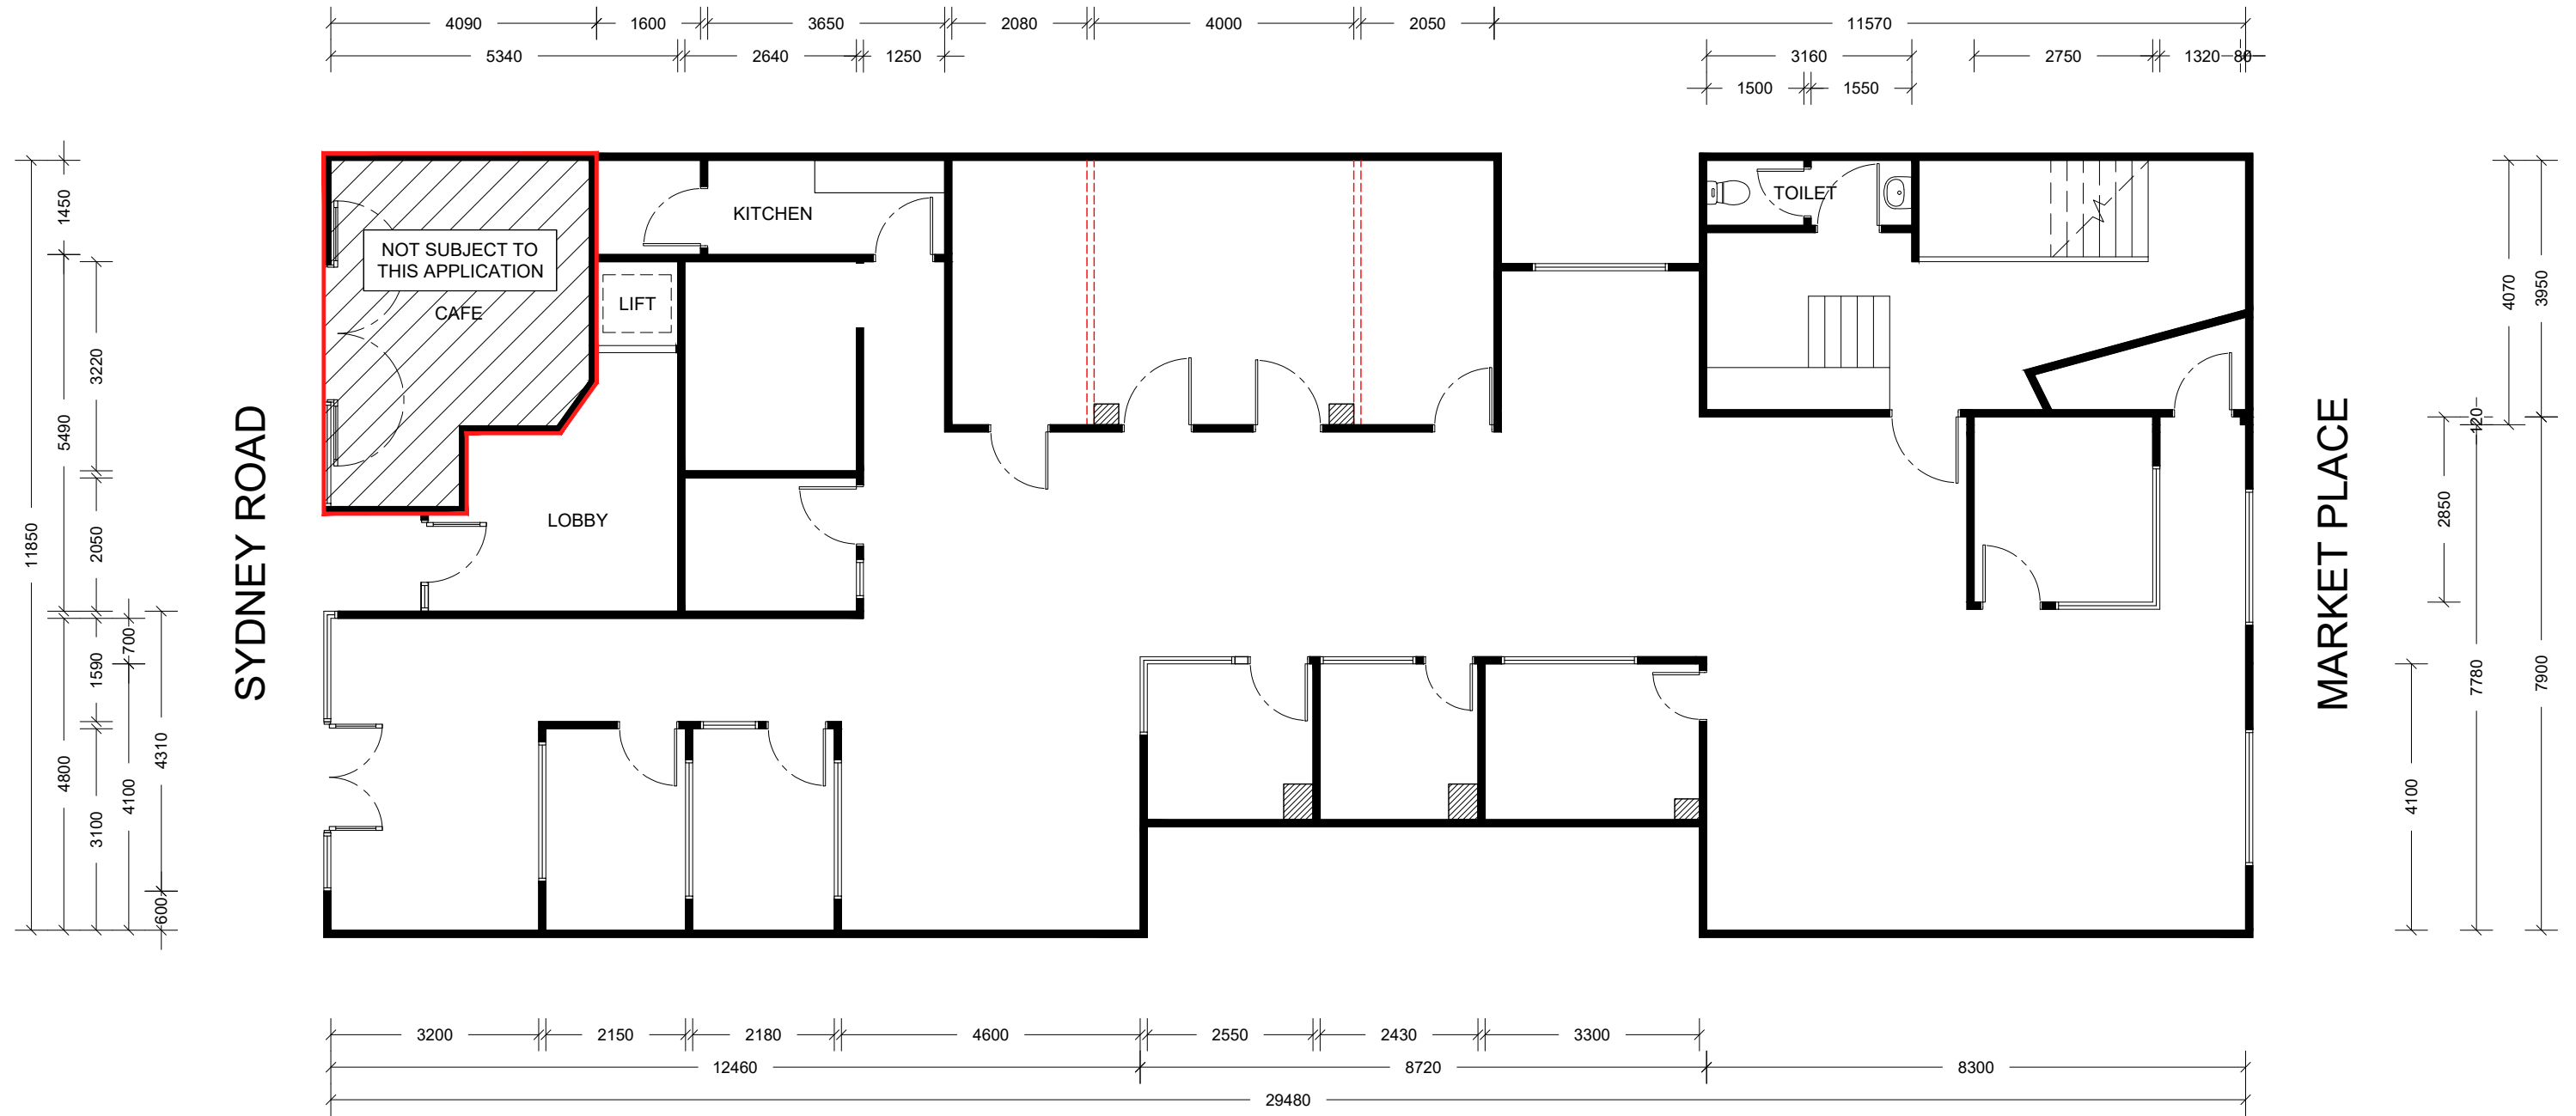 4090 1600 3650 2080 4000 2050 11570
5340 2640 1250 3160 2750 1320 80
1500 1550
1450
5490
4800
11850
3220
2050
1590
3100
700
4100
4310
600
SYDNEY ROAD
NOT SUBJECT TO
THIS APPLICATION
CAFE
KITCHEN
LIFT
LOBBY
TOILET
MARKET PLACE
4070
3950
120
2850
7780
7900
4100
3200 2150 2180 4600 2550 2430 3300
12460 8720 8300
29480